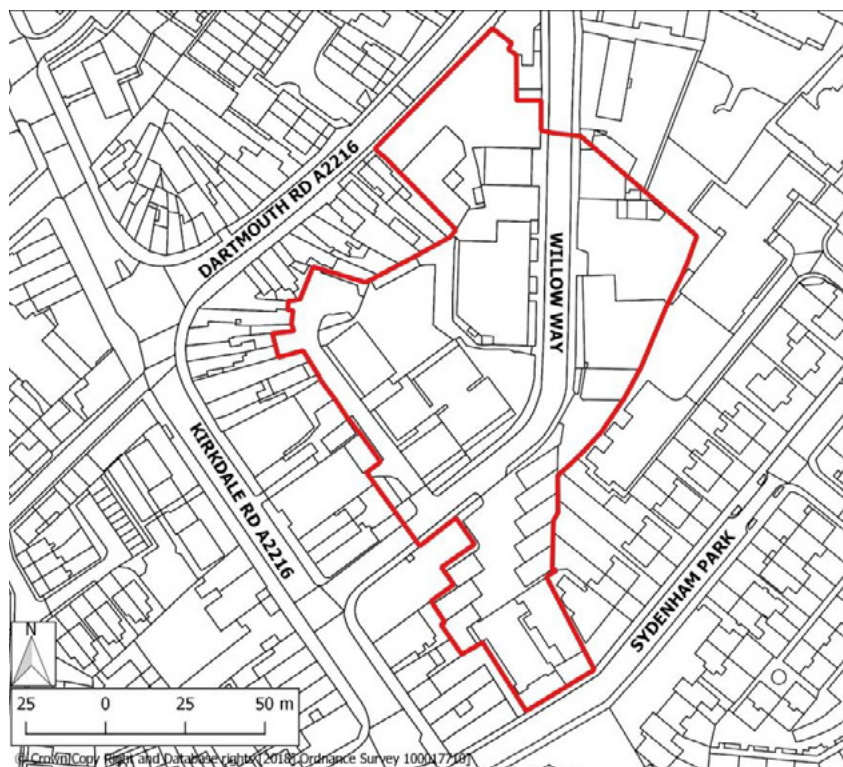 DARTMOUTH RD A2216
WILLOW WAY
KIRKDALE RD A2216
SYDENHAM PARK
N
25 0 25 50 m
© Crown Copy Right and Database rights [2018] Ordnance Survey 100017710]